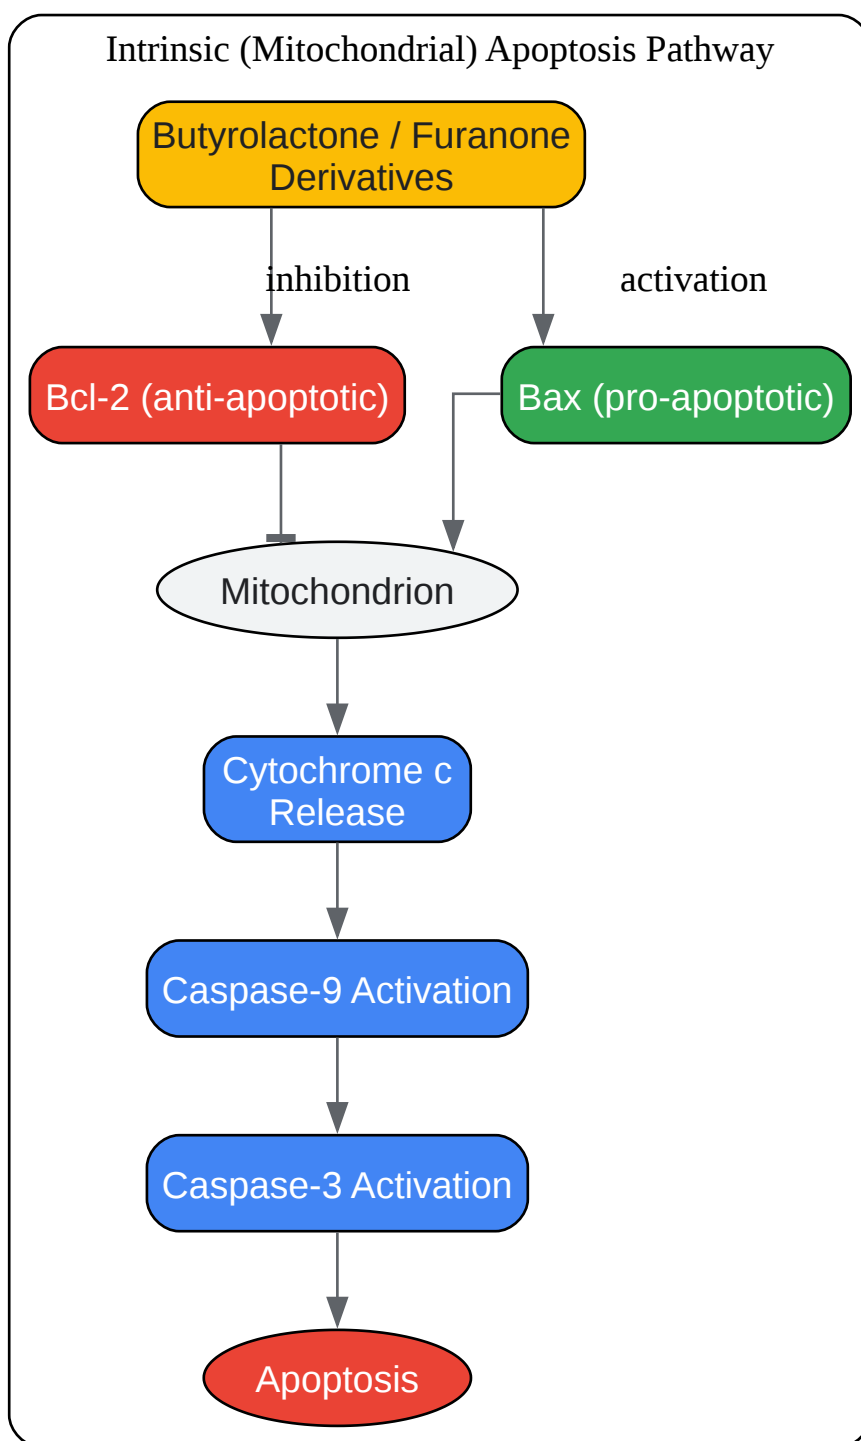 Intrinsic (Mitochondrial) Apoptosis Pathway
Butyrolactone / Furanone
Derivatives
inhibition
activation
Bcl-2 (anti-apoptotic)
Bax (pro-apoptotic)
Mitochondrion
Cytochrome c
Release
Caspase-9 Activation
Caspase-3 Activation
Apoptosis